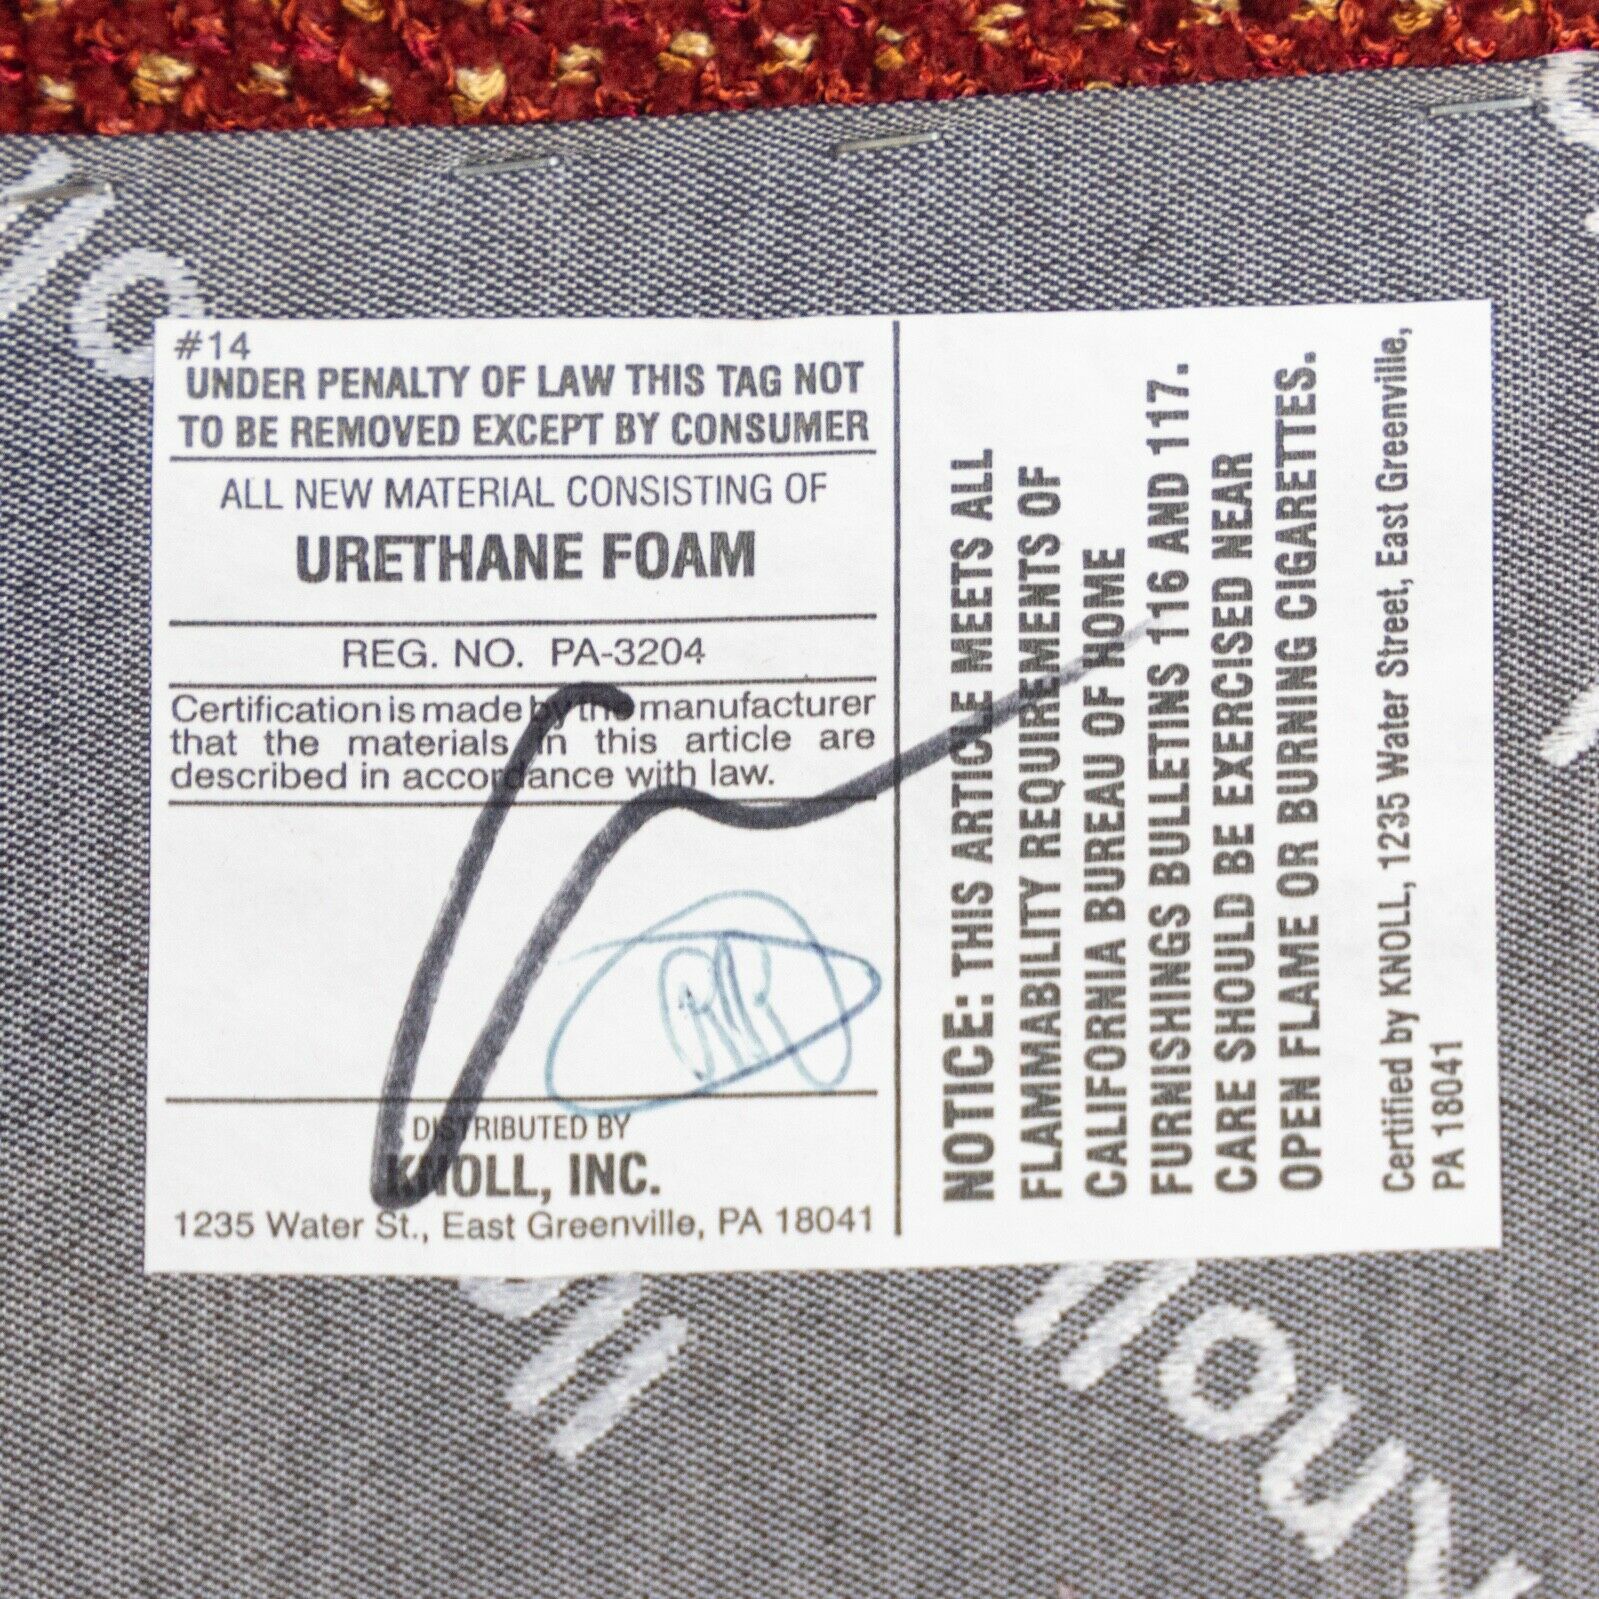 #14
UNDER PENALTY OF LAW THIS TAG NOT
TO BE REMOVED EXCEPT BY CONSUMER
ALL NEW MATERIAL CONSISTING OF
URETHANE FOAM
REG. NO. PA-3204
Certification is made by the manufacturer
that the materials in this article are
described in accordance with law.
DISTRIBUTED BY
KNOLL, INC.
1235 Water St., East Greenville, PA 18041
NOTICE: THIS ARTICLE MEETS ALL
FLAMMABILITY REQUIREMENTS OF
CALIFORNIA BUREAU OF HOME
FURNISHINGS BULLETINS 116 AND 117.
CARE SHOULD BE EXERCISED NEAR
OPEN FLAME OR BURNING CIGARETTES.
Certified by KNOLL, 1235 Water Street, East Greenville,
PA 18041
Knoll